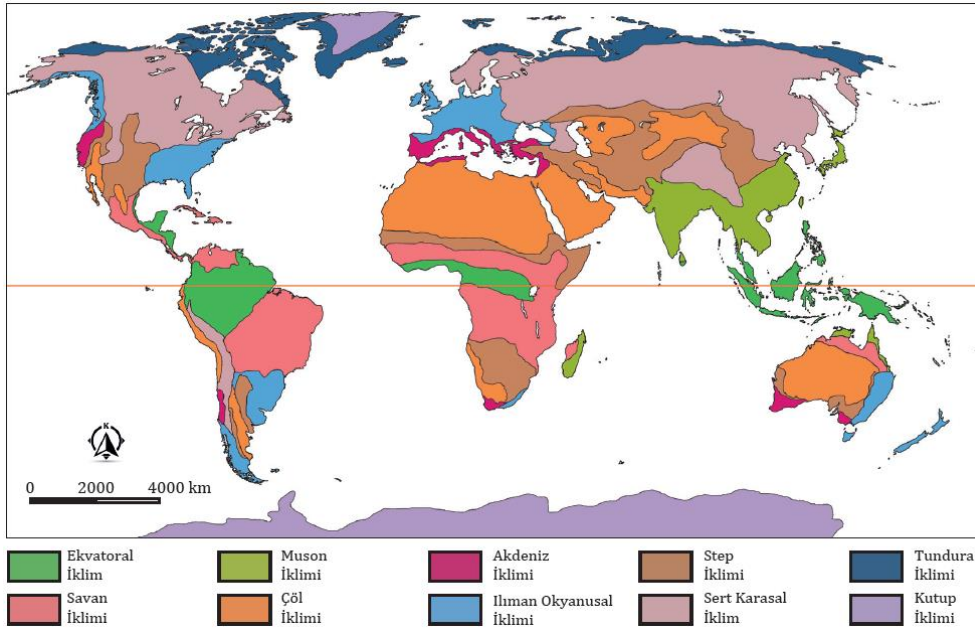 K
0 2000 4000 km
Ekvatoral
İklim
Muson
İklimi
Akdeniz
İklimi
Step
İklimi
Tundura
İklimi
Savan
İklimi
Çöl
İklimi
Ilıman Okyanusal
İklimi
Sert Karasal
İklimi
Kutup
İklimi